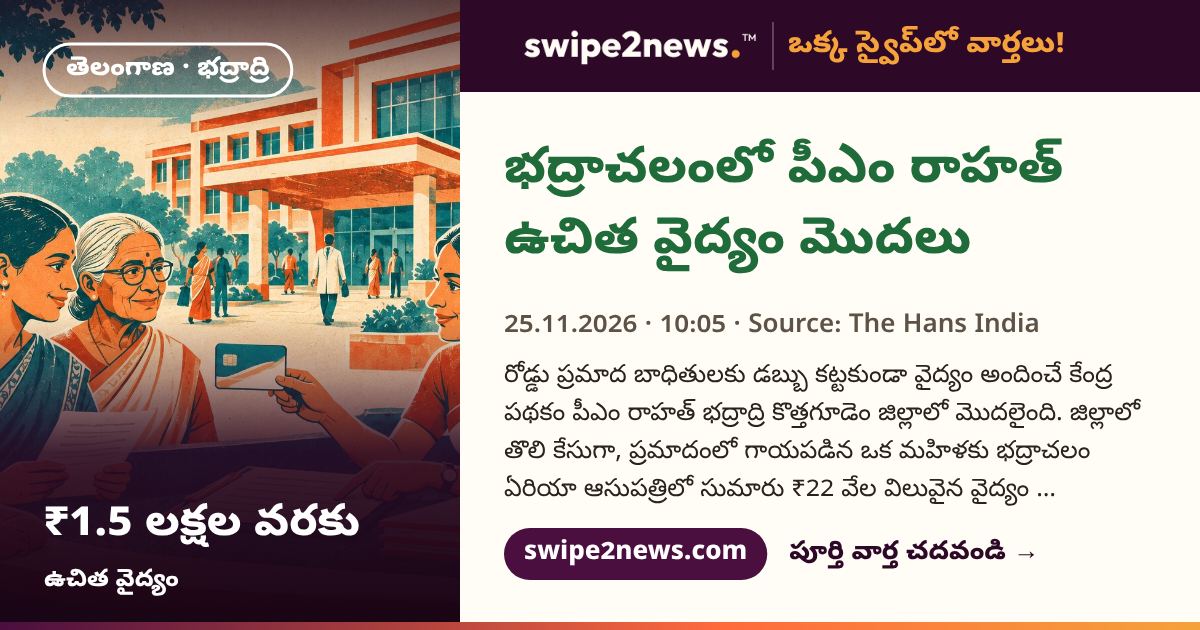 తెలంగాణ · భద్రాద్రి
₹1.5 లక్షల వరకు
ఉచిత వైద్యం
swipe2news.™ ఒక్క స్వైప్‌లో వార్తలు!
భద్రాచలంలో పీఎం రాహత్
ఉచిత వైద్యం మొదలు
25.11.2026 · 10:05 · Source: The Hans India
రోడ్డు ప్రమాద బాధితులకు డబ్బు కట్టకుండా వైద్యం అందించే కేంద్ర
పథకం పీఎం రాహత్ భద్రాద్రి కొత్తగూడెం జిల్లాలో మొదలైంది. జిల్లాలో
తొలి కేసుగా, ప్రమాదంలో గాయపడిన ఒక మహిళకు భద్రాచలం
ఏరియా ఆసుపత్రిలో సుమారు ₹22 వేల విలువైన వైద్యం ...
swipe2news.com పూర్తి వార్త చదవండి →